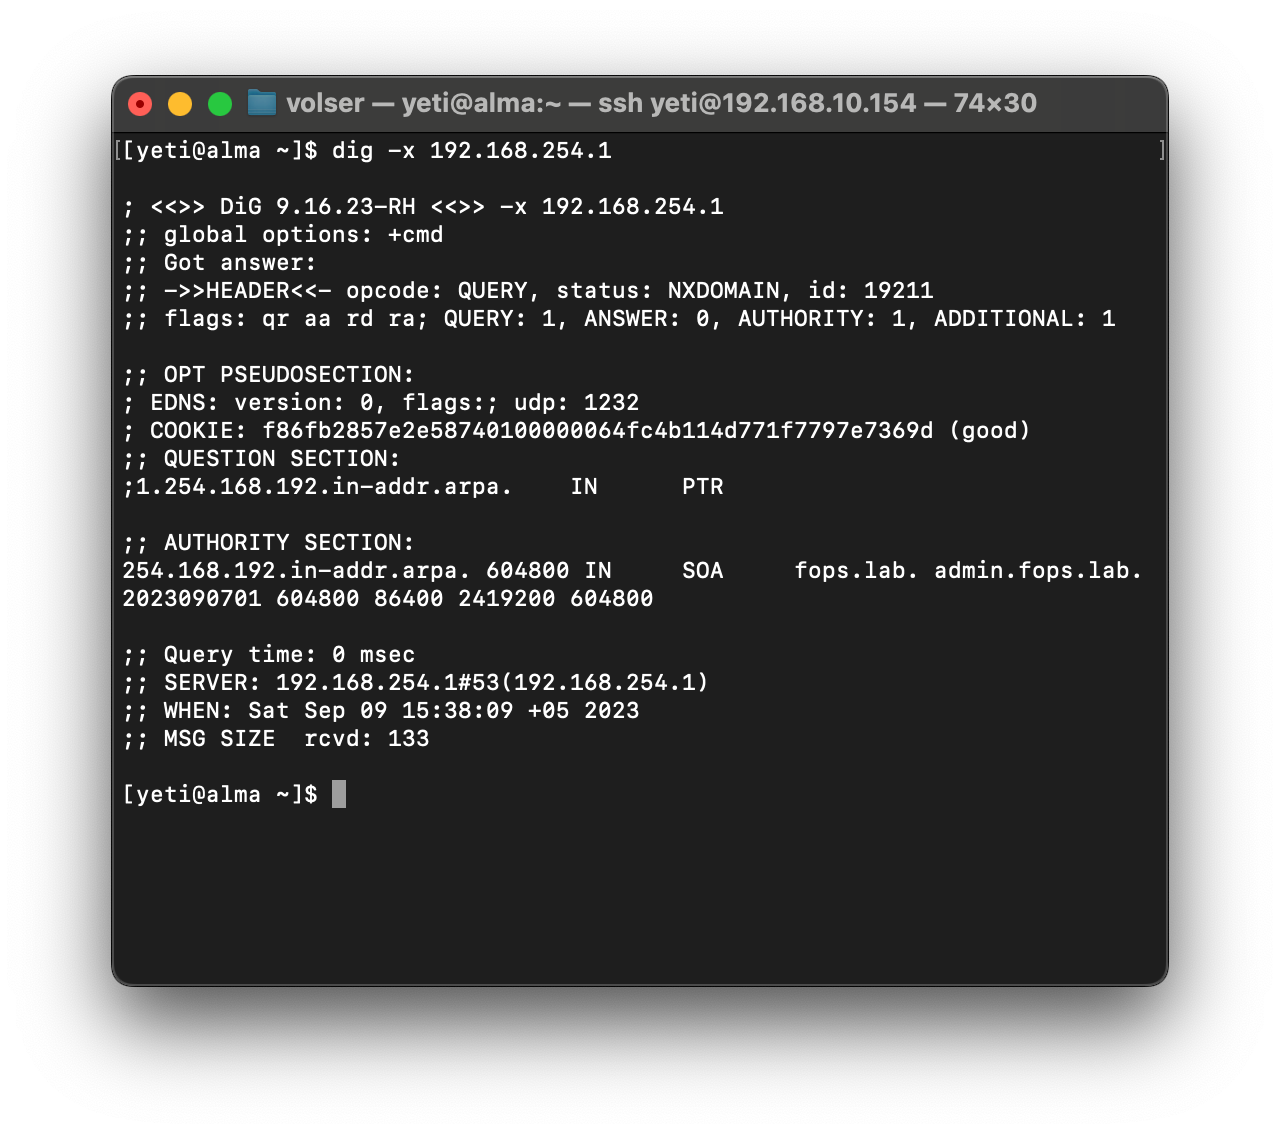 volser — yeti@alma:~ — ssh yeti@192.168.10.154 — 74×30
[[yeti@alma ~]$ dig -x 192.168.254.1 ]

; <<>> DiG 9.16.23-RH <<>> -x 192.168.254.1
;; global options: +cmd
;; Got answer:
;; ->>HEADER<<- opcode: QUERY, status: NXDOMAIN, id: 19211
;; flags: qr aa rd ra; QUERY: 1, ANSWER: 0, AUTHORITY: 1, ADDITIONAL: 1

;; OPT PSEUDOSECTION:
; EDNS: version: 0, flags:; udp: 1232
; COOKIE: f86fb2857e2e58740100000064fc4b114d771f7797e7369d (good)
;; QUESTION SECTION:
;1.254.168.192.in-addr.arpa.    IN      PTR

;; AUTHORITY SECTION:
254.168.192.in-addr.arpa. 604800 IN     SOA     fops.lab. admin.fops.lab.
2023090701 604800 86400 2419200 604800

;; Query time: 0 msec
;; SERVER: 192.168.254.1#53(192.168.254.1)
;; WHEN: Sat Sep 09 15:38:09 +05 2023
;; MSG SIZE  rcvd: 133

[yeti@alma ~]$